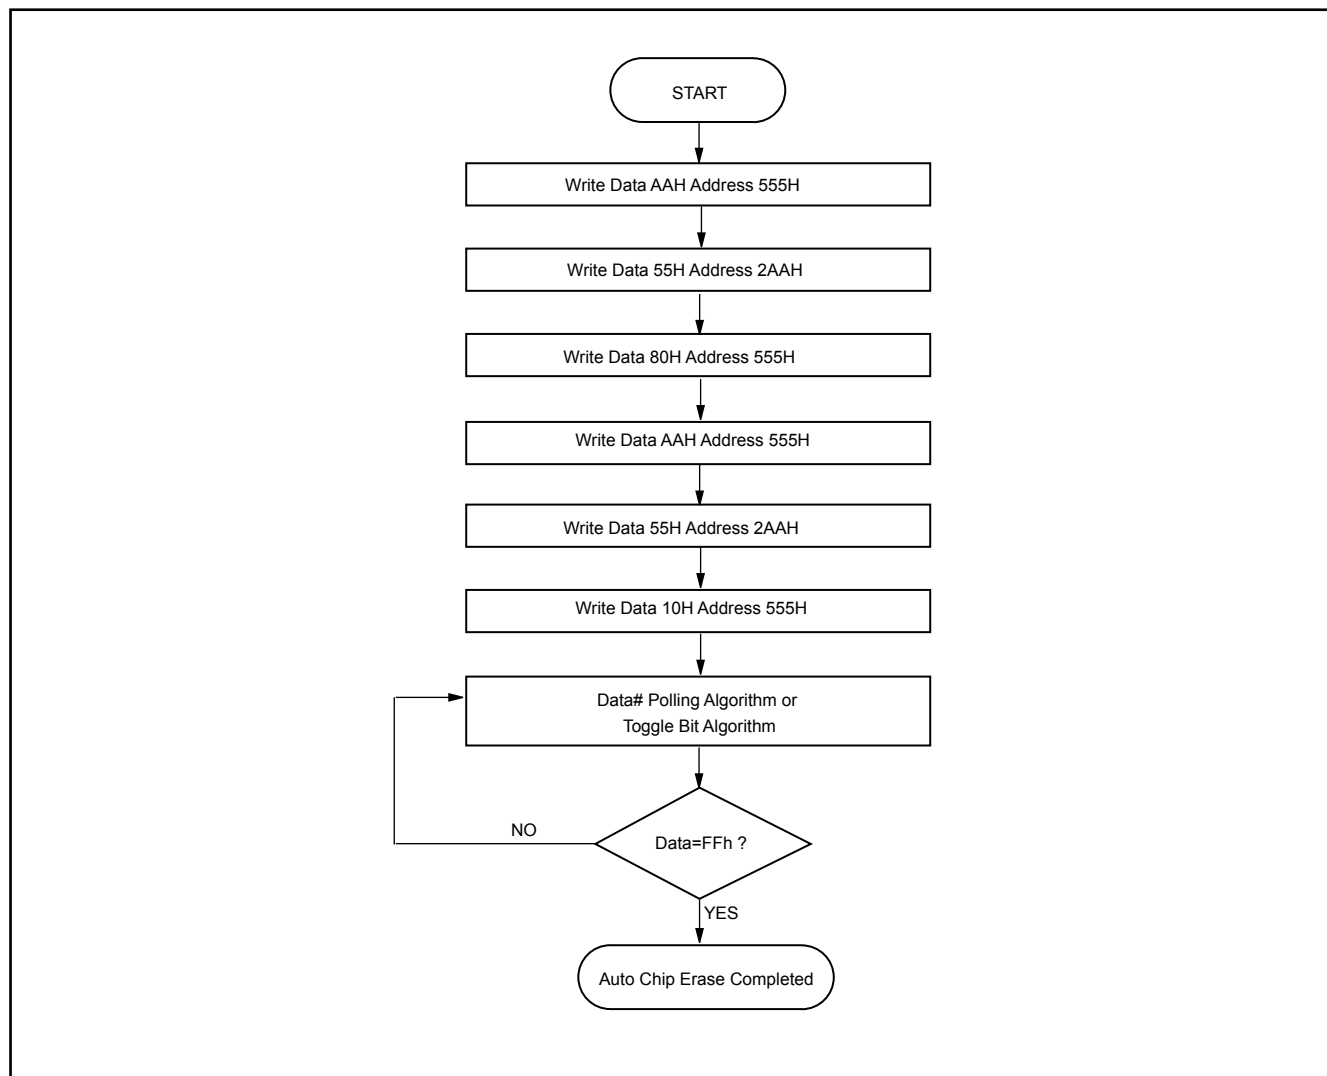 START
Write Data AAH Address 555H
Write Data 55H Address 2AAH
Write Data 80H Address 555H
Write Data AAH Address 555H
Write Data 55H Address 2AAH
Write Data 10H Address 555H
Data# Polling Algorithm or
Toggle Bit Algorithm
NO
Data=FFh ?
YES
Auto Chip Erase Completed